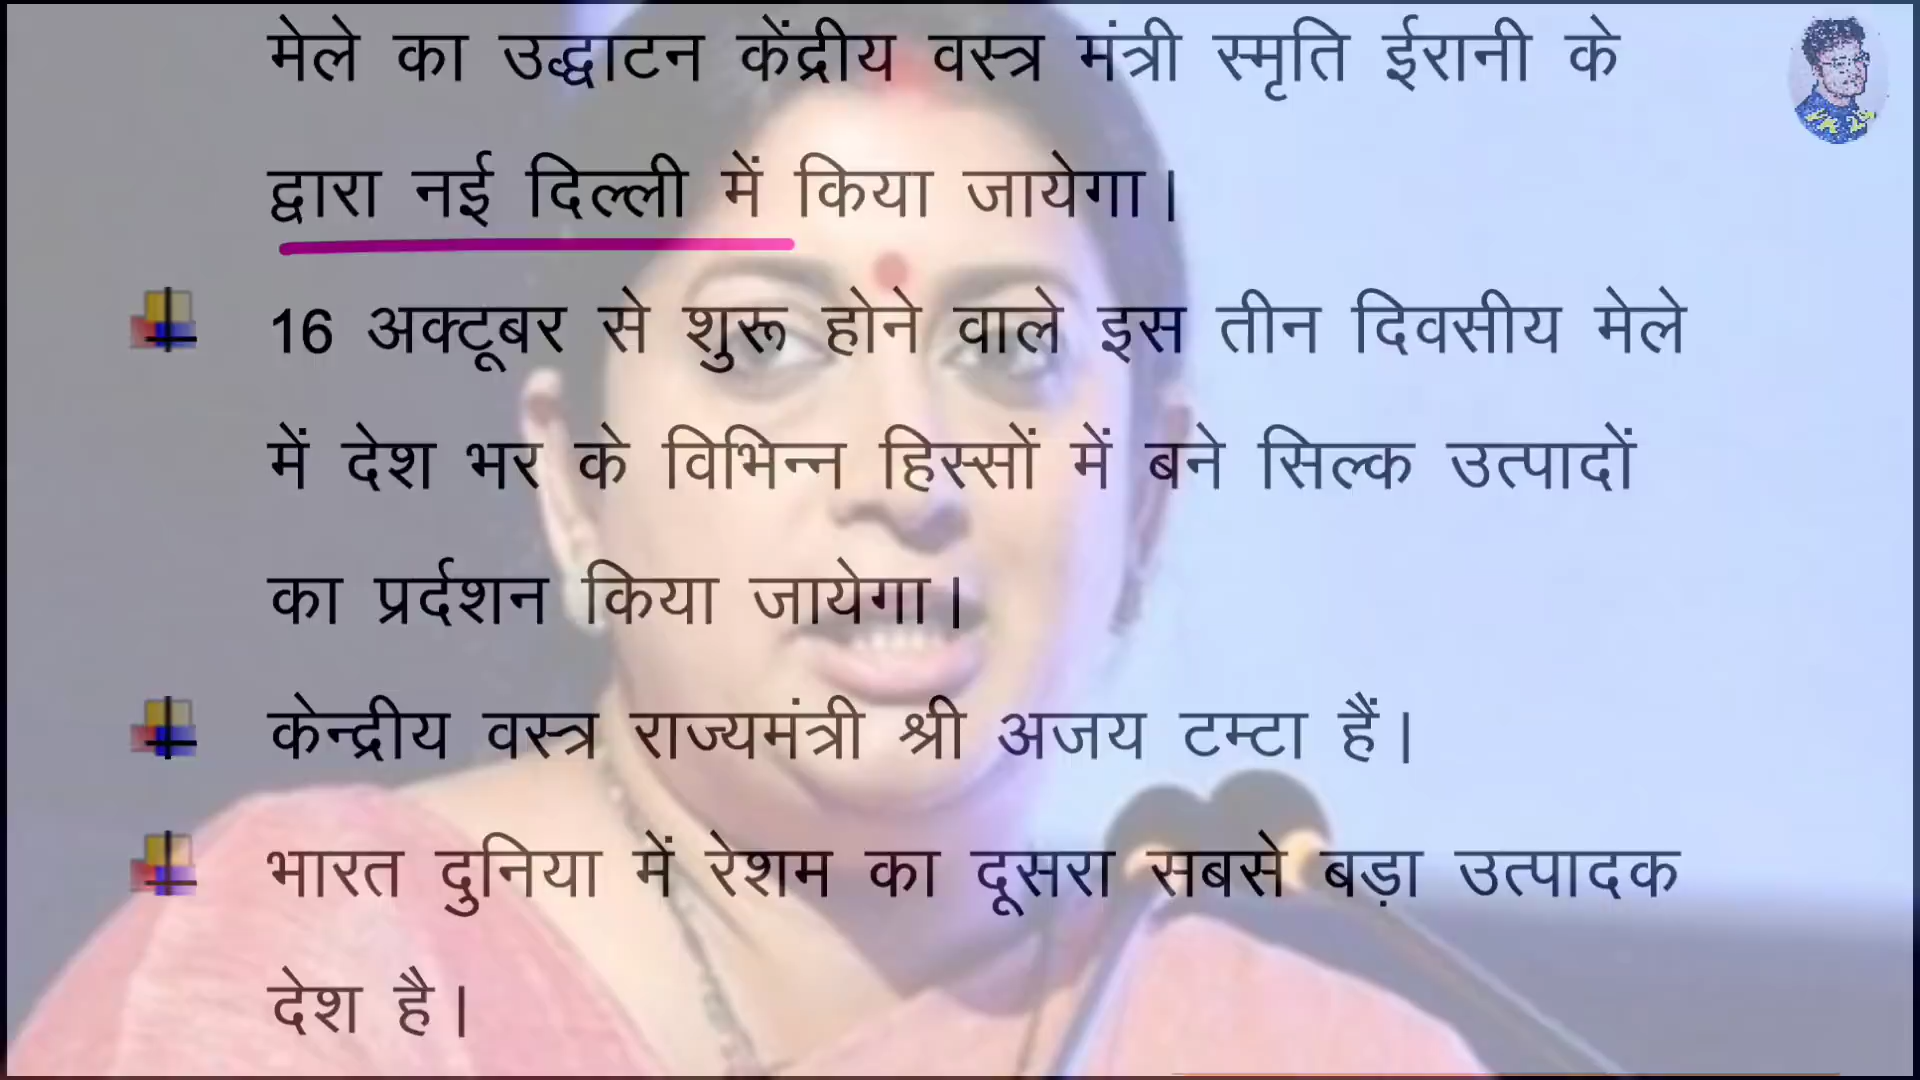 मेले का उद्घाटन केंद्रीय वस्त्र मंत्री स्मृति ईरानी के
द्वारा नई दिल्ली में किया जायेगा।
16 अक्टूबर से शुरू होने वाले इस तीन दिवसीय मेले
में देश भर के विभिन्न हिस्सों में बने सिल्क उत्पादों
का प्रर्दशन किया जायेगा।
केन्द्रीय वस्त्र राज्यमंत्री श्री अजय टम्टा हैं।
भारत दुनिया में रेशम का दूसरा सबसे बड़ा उत्पादक
देश है।